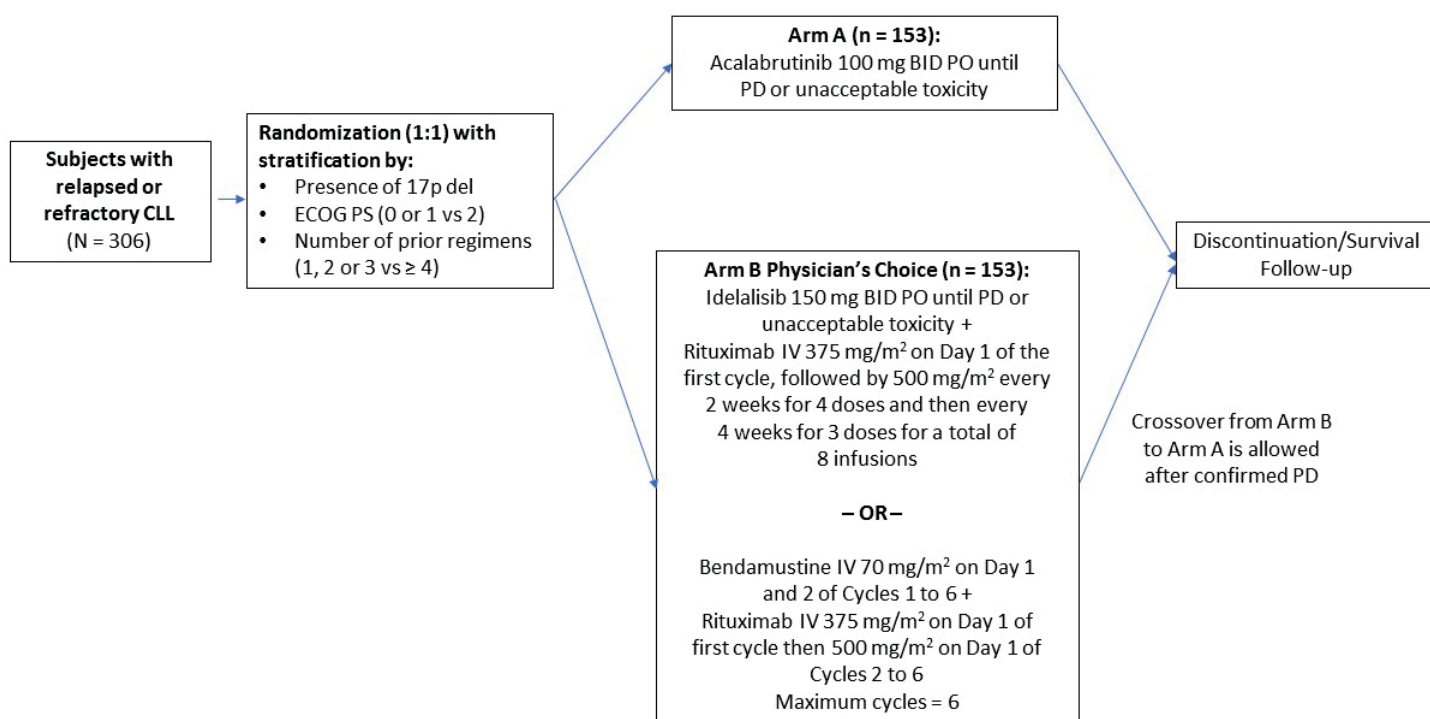 Subjects with
relapsed or
refractory CLL
(N = 306)
Randomization (1:1) with
stratification by:
• Presence of 17p del
• ECOG PS (0 or 1 vs 2)
• Number of prior regimens
(1, 2 or 3 vs ≥ 4)
Arm A (n = 153):
Acalabrutinib 100 mg BID PO until
PD or unacceptable toxicity
Arm B Physician’s Choice (n = 153):
Idelalisib 150 mg BID PO until PD or
unacceptable toxicity +
Rituximab IV 375 mg/m² on Day 1 of the
first cycle, followed by 500 mg/m² every
2 weeks for 4 doses and then every
4 weeks for 3 doses for a total of
8 infusions
– OR –
Bendamustine IV 70 mg/m² on Day 1
and 2 of Cycles 1 to 6 +
Rituximab IV 375 mg/m² on Day 1 of
first cycle then 500 mg/m² on Day 1 of
Cycles 2 to 6
Maximum cycles = 6
Crossover from Arm B
to Arm A is allowed
after confirmed PD
Discontinuation/Survival
Follow-up